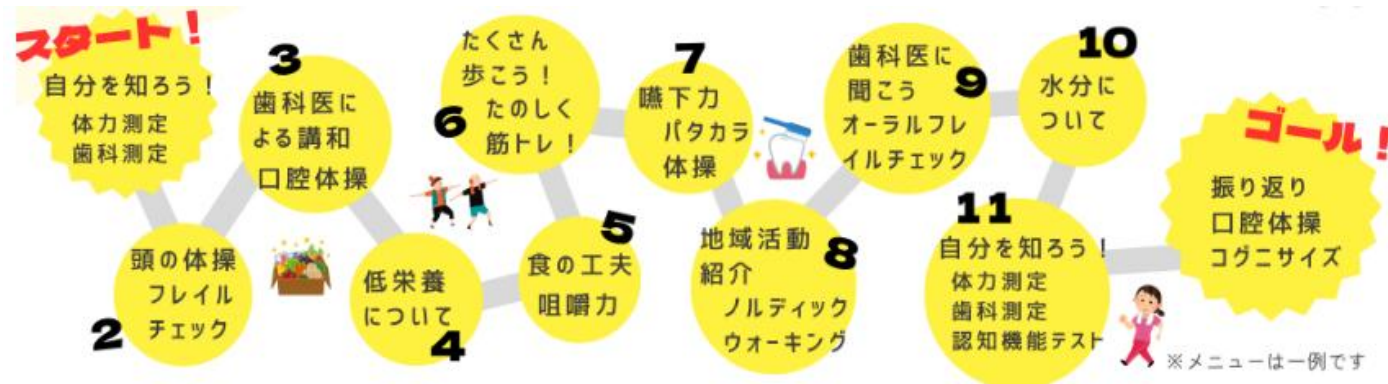 スタート！
自分を知ろう！
体力測定
歯科測定
2
頭の体操
フレイル
チェック
3
歯科医に
よる講和
口腔体操
4
低栄養
について
5
食の工夫
咀嚼力
6
たくさん
歩こう！
たのしく
筋トレ！
7
嚥下力
パタカラ
体操
8
地域活動
紹介
ノルディック
ウォーキング
9
歯科医に
聞こう
オーラルフレ
イルチェック
10
水分に
ついて
11
自分を知ろう！
体力測定
歯科測定
認知機能テスト
ゴール！
振り返り
口腔体操
コグニサイズ
※メニューは一例です